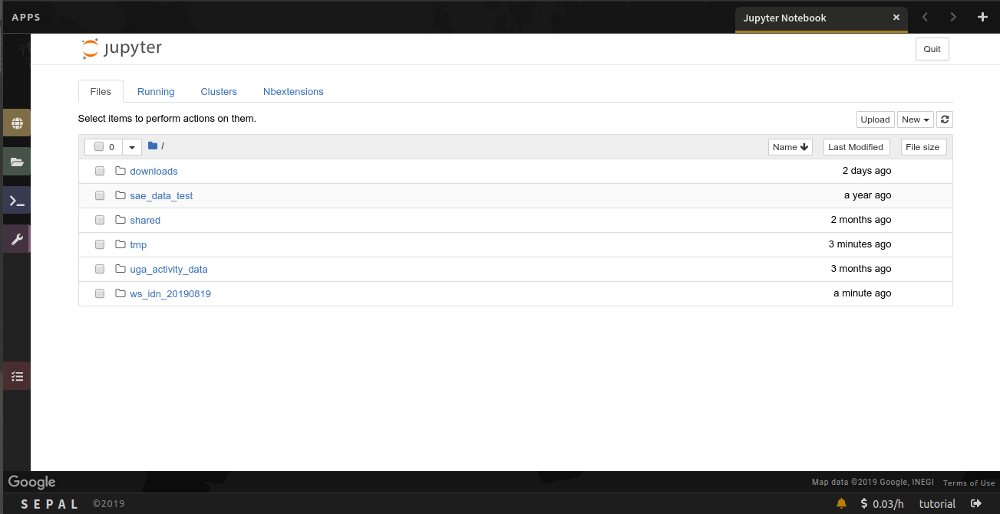 APPS
Jupyter Notebook
jupyter
Quit
Files Running Clusters Nbextensions
Select items to perform actions on them.
Upload New
0 / Name Last Modified File size
downloads 2 days ago
sae_data_test a year ago
shared 2 months ago
tmp 3 minutes ago
uga_activity_data 3 months ago
ws_idn_20190819 a minute ago
Google
Map data ©2019 Google, INEGI Terms of Use
SEPAL ©2019 $ 0.03/h tutorial